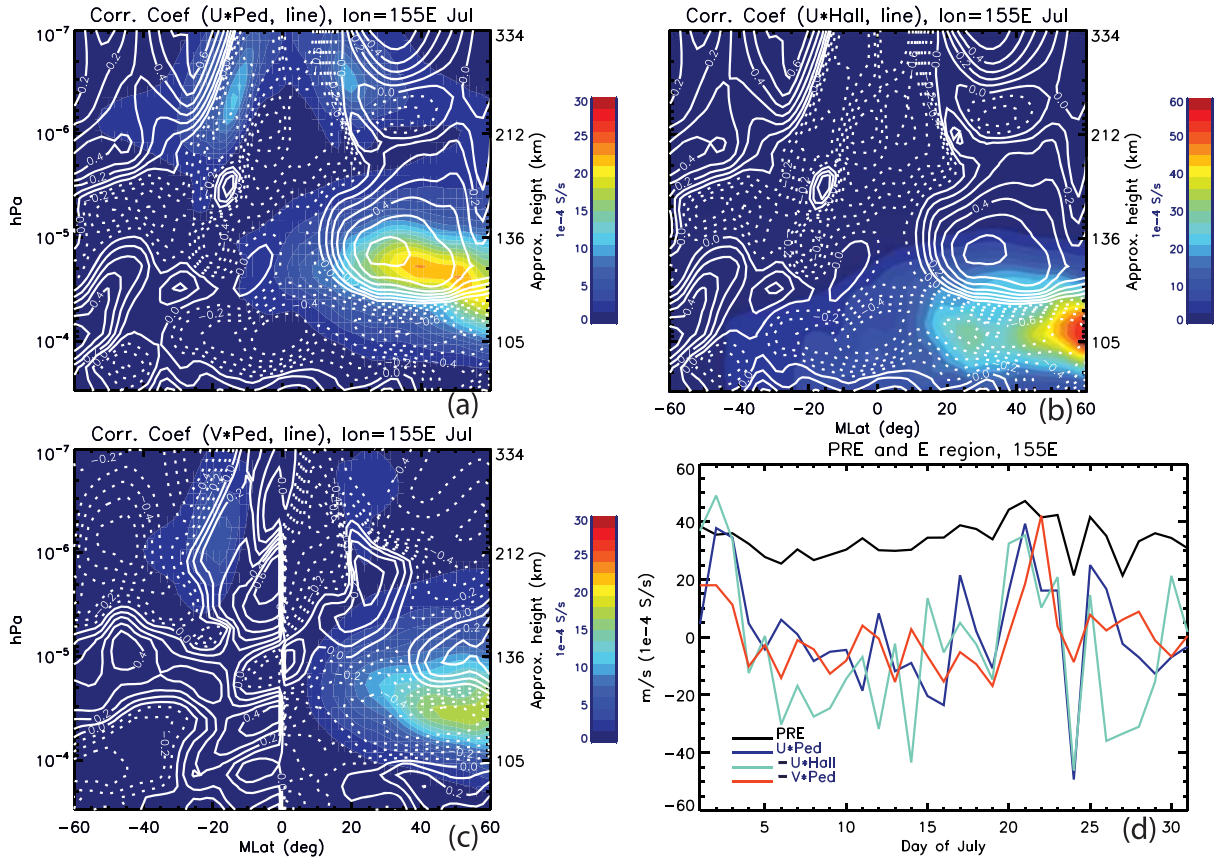 Corr. Coef (U*Ped, line), lon=155E Jul
10-7
10-6
10-5
10-4
hPa
334
212
136
105
Approx. height (km)
30
25
20
15
10
5
0
1e-4 S/s
(a)
Corr. Coef (U*Hall, line), lon=155E Jul
334
212
136
105
Approx. height (km)
60
50
40
30
20
10
0
1e-4 S/s
-60 -40 -20 0 20 40 60
MLat (deg)
(b)
Corr. Coef (V*Ped, line), lon=155E Jul
10-7
10-6
10-5
10-4
hPa
334
212
136
105
Approx. height (km)
30
25
20
15
10
5
0
1e-4 S/s
-60 -40 -20 0 20 40 60
MLat (deg)
(c)
PRE and E region, 155E
60
40
20
0
-20
-40
-60
m/s (1e-4 S/s)
PRE
U*Ped
-U*Hall
-V*Ped
5 10 15 20 25 30
Day of July
(d)